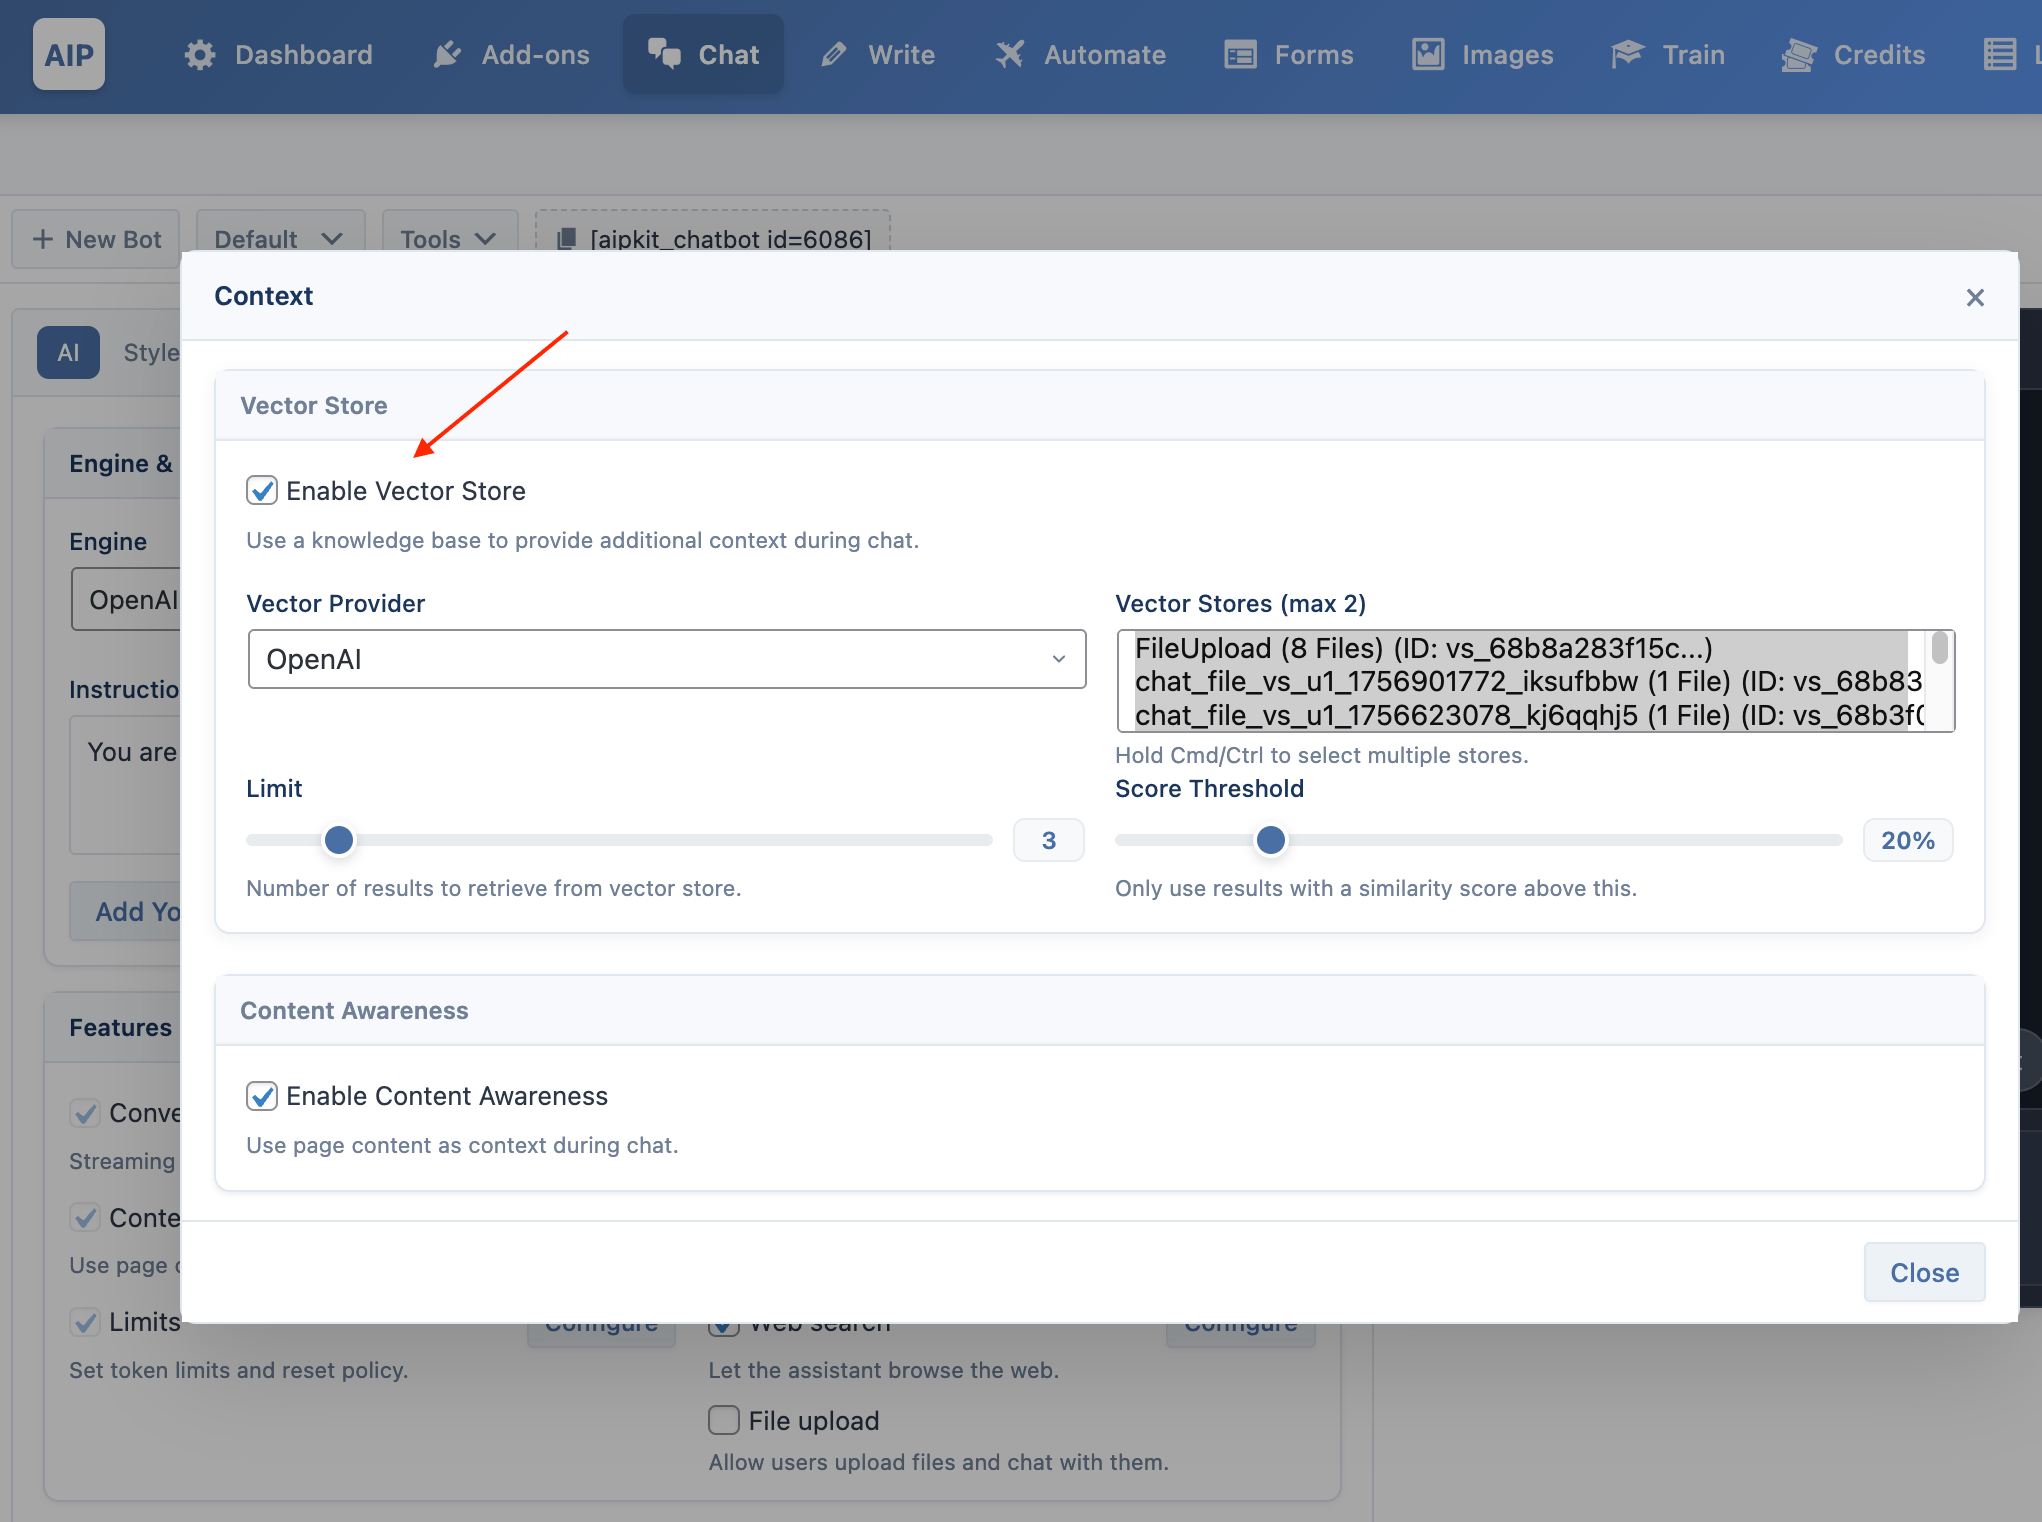 AIP
Dashboard
Add-ons
Chat
Write
Automate
Forms
Images
Train
Credits
New Bot
Default
Tools
[aipkit_chatbot id=6086]
Context
AI
Style
Vector Store
Engine &
Enable Vector Store
Use a knowledge base to provide additional context during chat.
Engine
OpenAI
Vector Provider
OpenAI
Vector Stores (max 2)
FileUpload (8 Files) (ID: vs_68b8a283f15c...)
chat_file_vs_u1_1756901772_iksufbbw (1 File) (ID: vs_68b83
chat_file_vs_u1_1756623078_kj6qqhj5 (1 File) (ID: vs_68b3f0
Hold Cmd/Ctrl to select multiple stores.
Instructio
You are
Limit
3
Number of results to retrieve from vector store.
Score Threshold
20%
Only use results with a similarity score above this.
Add Yo
Content Awareness
Features
Enable Content Awareness
Use page content as context during chat.
Conve
Streaming
Conte
Use page
Close
Limits
Configure
Web search
Configure
Set token limits and reset policy.
Let the assistant browse the web.
File upload
Allow users upload files and chat with them.